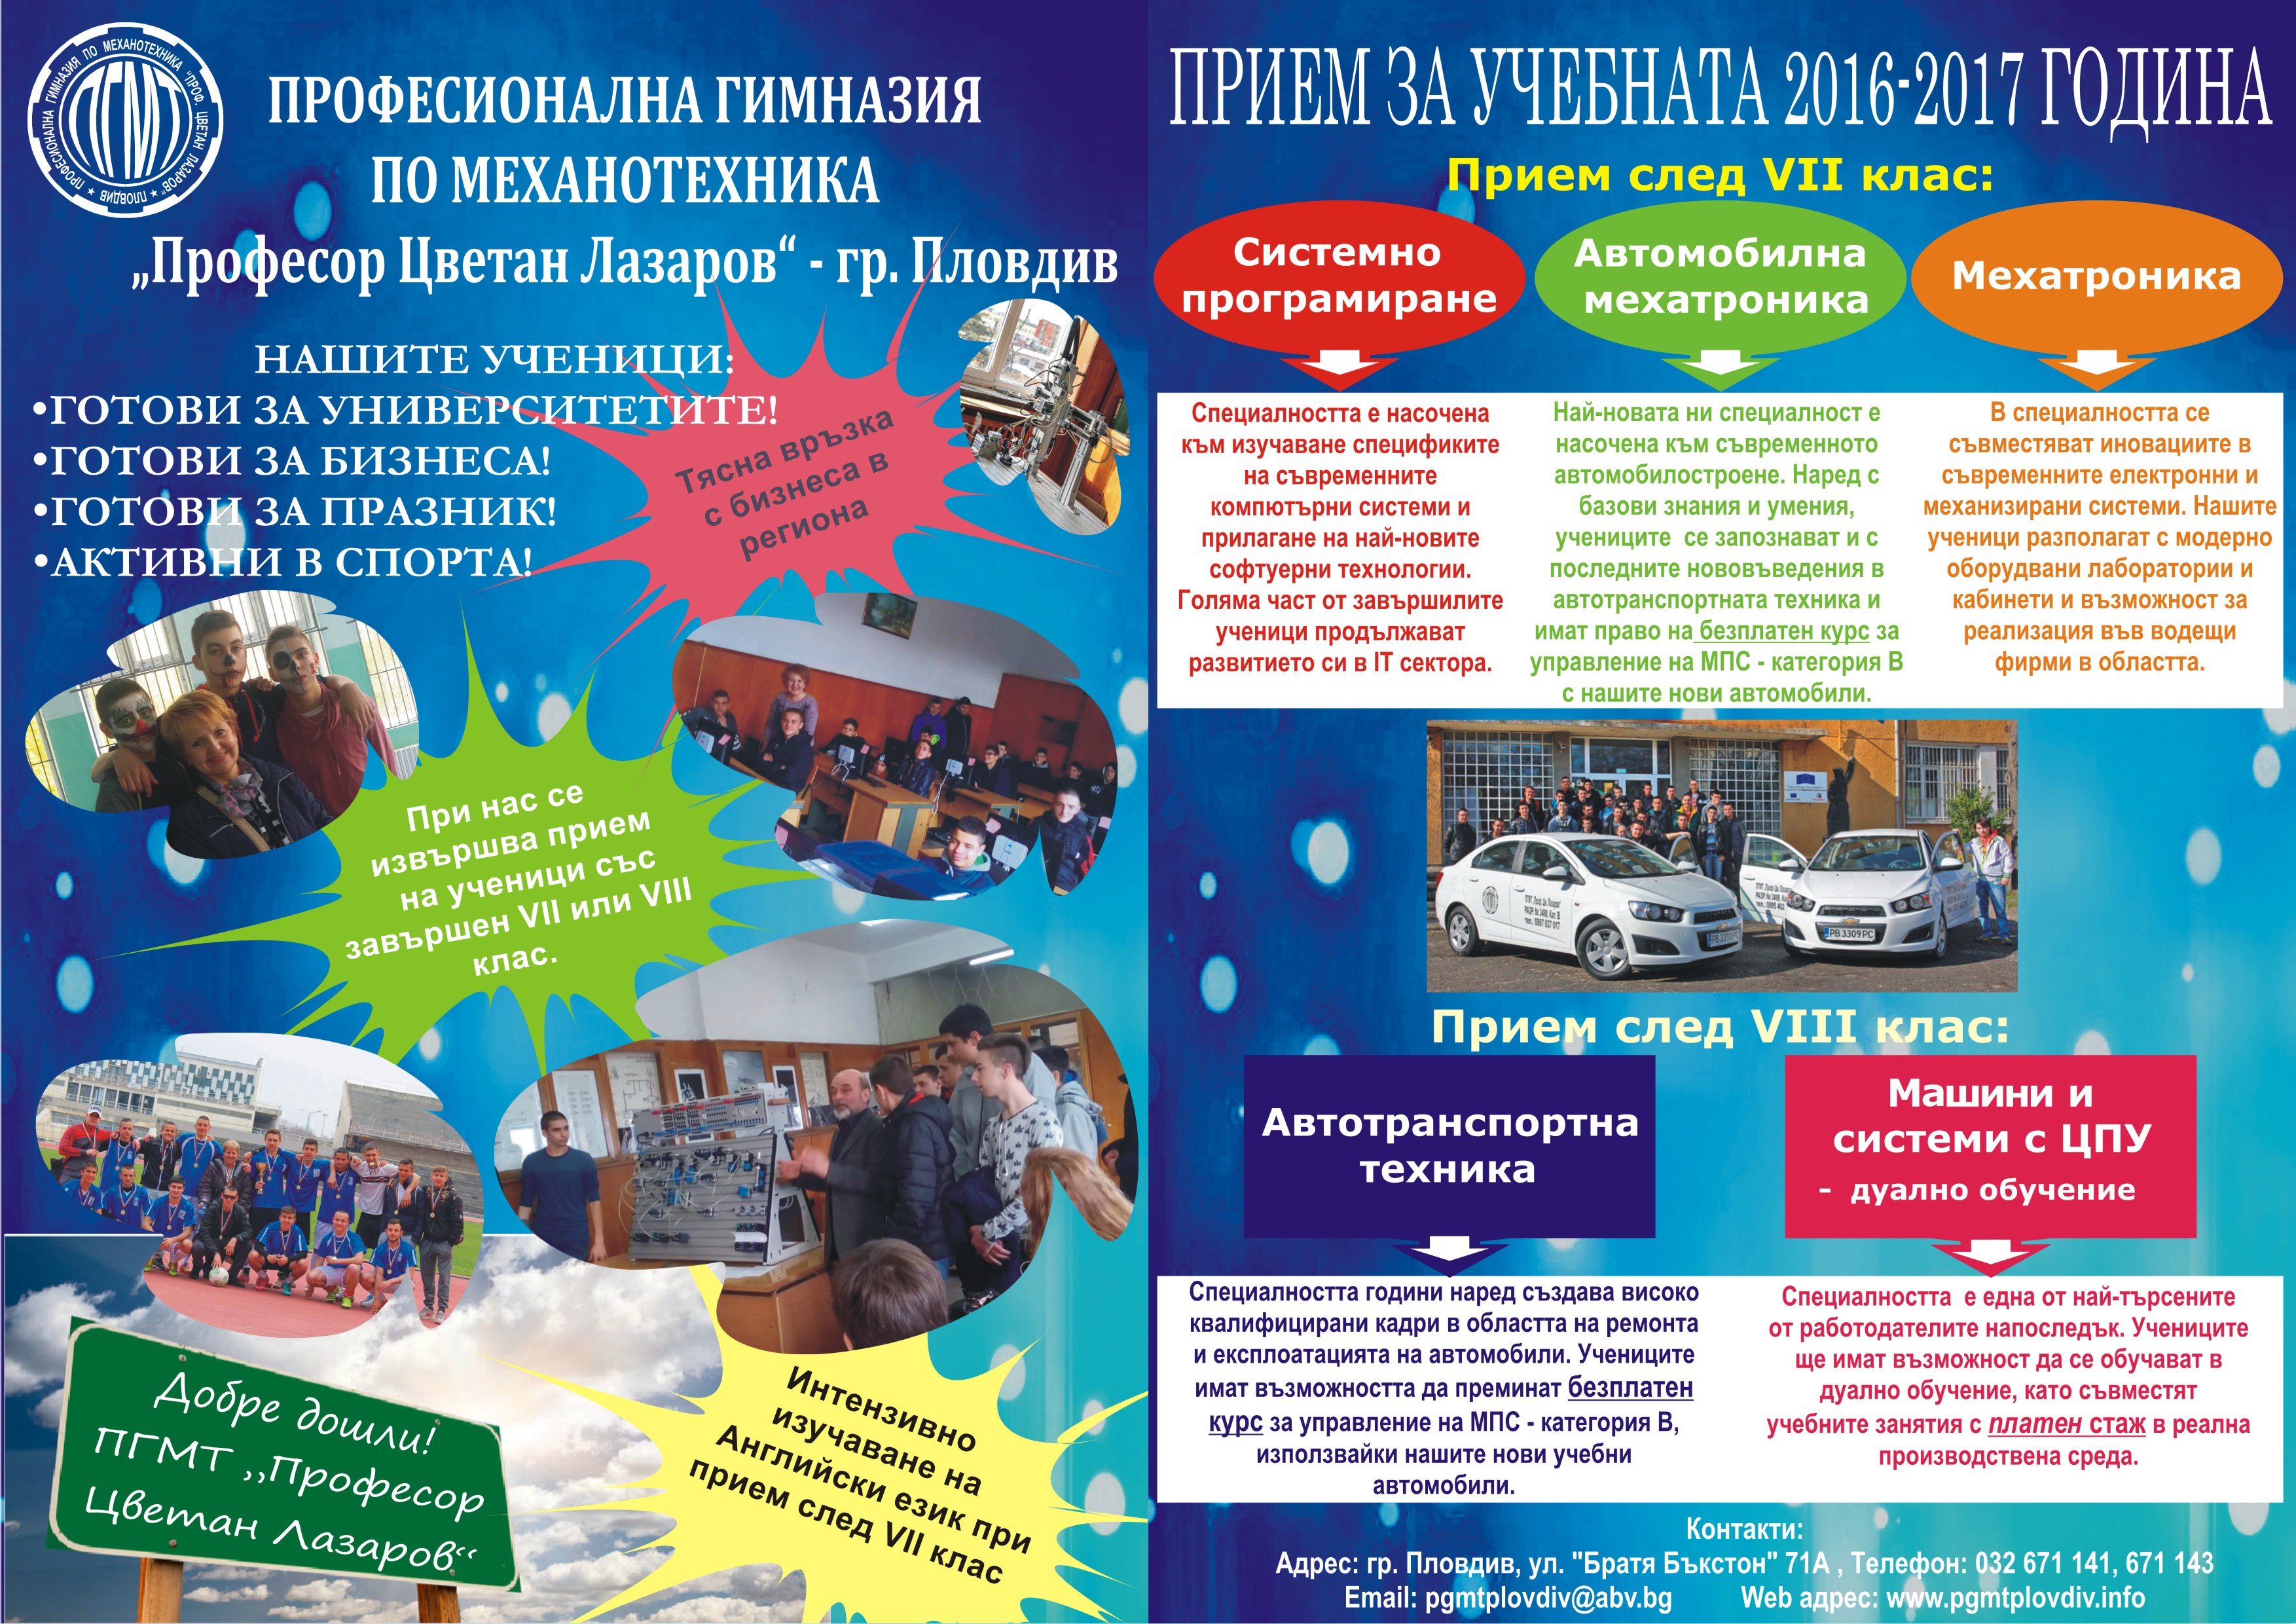 ПРОФЕСИОНАЛНА ГИМНАЗИЯ ПО МЕХАНОТЕХНИКА "ПРОФ. ЦВЕТАН ЛАЗАРОВ" ★ ПЛОВДИВ ★
ПГМТ
ПРОФЕСИОНАЛНА ГИМНАЗИЯ
ПО МЕХАНОТЕХНИКА
„Професор Цветан Лазаров“ - гр. Пловдив
НАШИТЕ УЧЕНИЦИ:
•ГОТОВИ ЗА УНИВЕРСИТЕТИТЕ!
•ГОТОВИ ЗА БИЗНЕСА!
•ГОТОВИ ЗА ПРАЗНИК!
•АКТИВНИ В СПОРТА!
Тясна връзка
с бизнеса в
региона
При нас се
извършва прием
на ученици със
завършен VII или VIII
клас.
Интензивно
изучаване на
Английски език при
прием след VII клас
Добре дошли!
ПГМТ ,,Професор
Цветан Лазаров“
ПРИЕМ ЗА УЧЕБНАТА 2016-2017 ГОДИНА
Прием след VII клас:
Системно
програмиране
Специалността е насочена
към изучаване спецификите
на съвременните
компютърни системи и
прилагане на най-новите
софтуерни технологии.
Голяма част от завършилите
ученици продължават
развитието си в IT сектора.
Автомобилна
мехатроника
Най-новата ни специалност е
насочена към съвременното
автомобилостроене. Наред с
базови знания и умения,
учениците се запознават и с
последните нововъведения в
автотранспортната техника и
имат право на безплатен курс за
управление на МПС - категория В
с нашите нови автомобили.
Мехатроника
В специалността се
съвместяват иновациите в
съвременните електронни и
механизирани системи. Нашите
ученици разполагат с модерно
оборудвани лаборатории и
кабинети и възможност за
реализация във водещи
фирми в областта.
PB 3309 PC
Прием след VIII клас:
Автотранспортна
техника
Специалността години наред създава високо
квалифицирани кадри в областта на ремонта
и експлоатацията на автомобили. Учениците
имат възможността да преминат безплатен
курс за управление на МПС - категория В,
използвайки нашите нови учебни
автомобили.
Машини и
системи с ЦПУ
- дуално обучение
Специалността е една от най-търсените
от работодателите напоследък. Учениците
ще имат възможност да се обучават в
дуално обучение, като съвместят
учебните занятия с платен стаж в реална
производствена среда.
Контакти:
Адрес: гр. Пловдив, ул. "Братя Бъкстон" 71А , Телефон: 032 671 141, 671 143
Email: pgmtplovdiv@abv.bg Web адрес: www.pgmtplovdiv.info